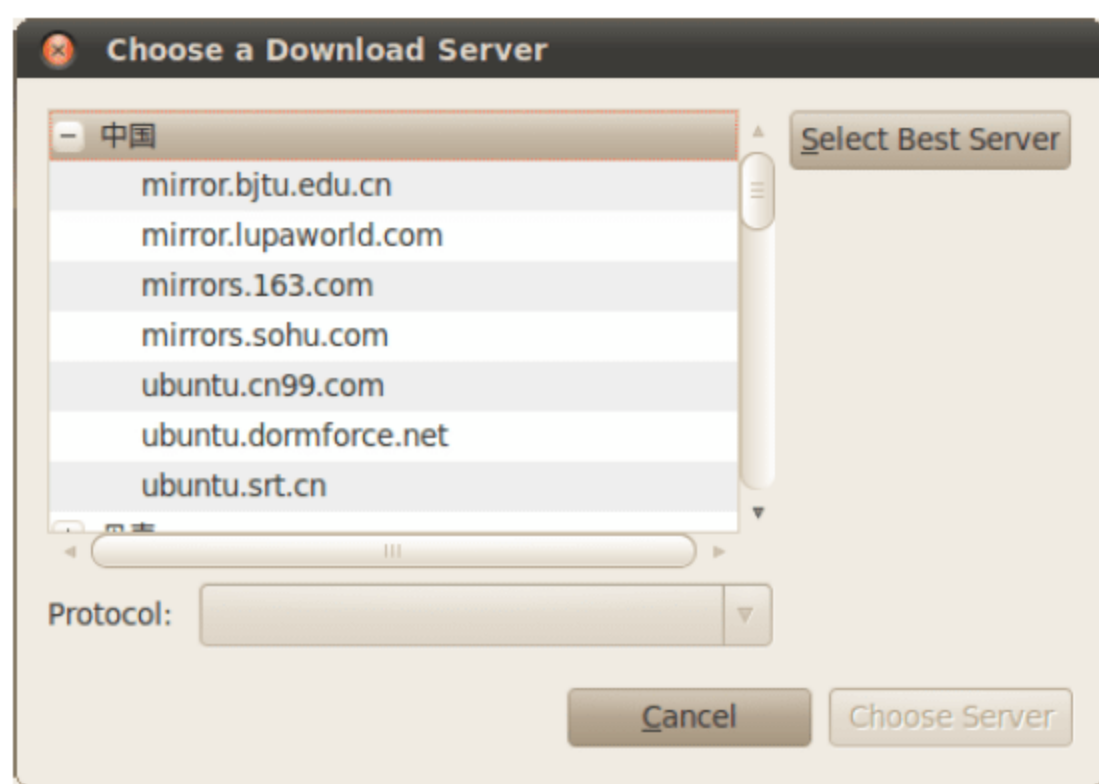 Choose a Download Server
中国
Select Best Server
mirror.bjtu.edu.cn
mirror.lupaworld.com
mirrors.163.com
mirrors.sohu.com
ubuntu.cn99.com
ubuntu.dormforce.net
ubuntu.srt.cn
Protocol:
Cancel
Choose Server